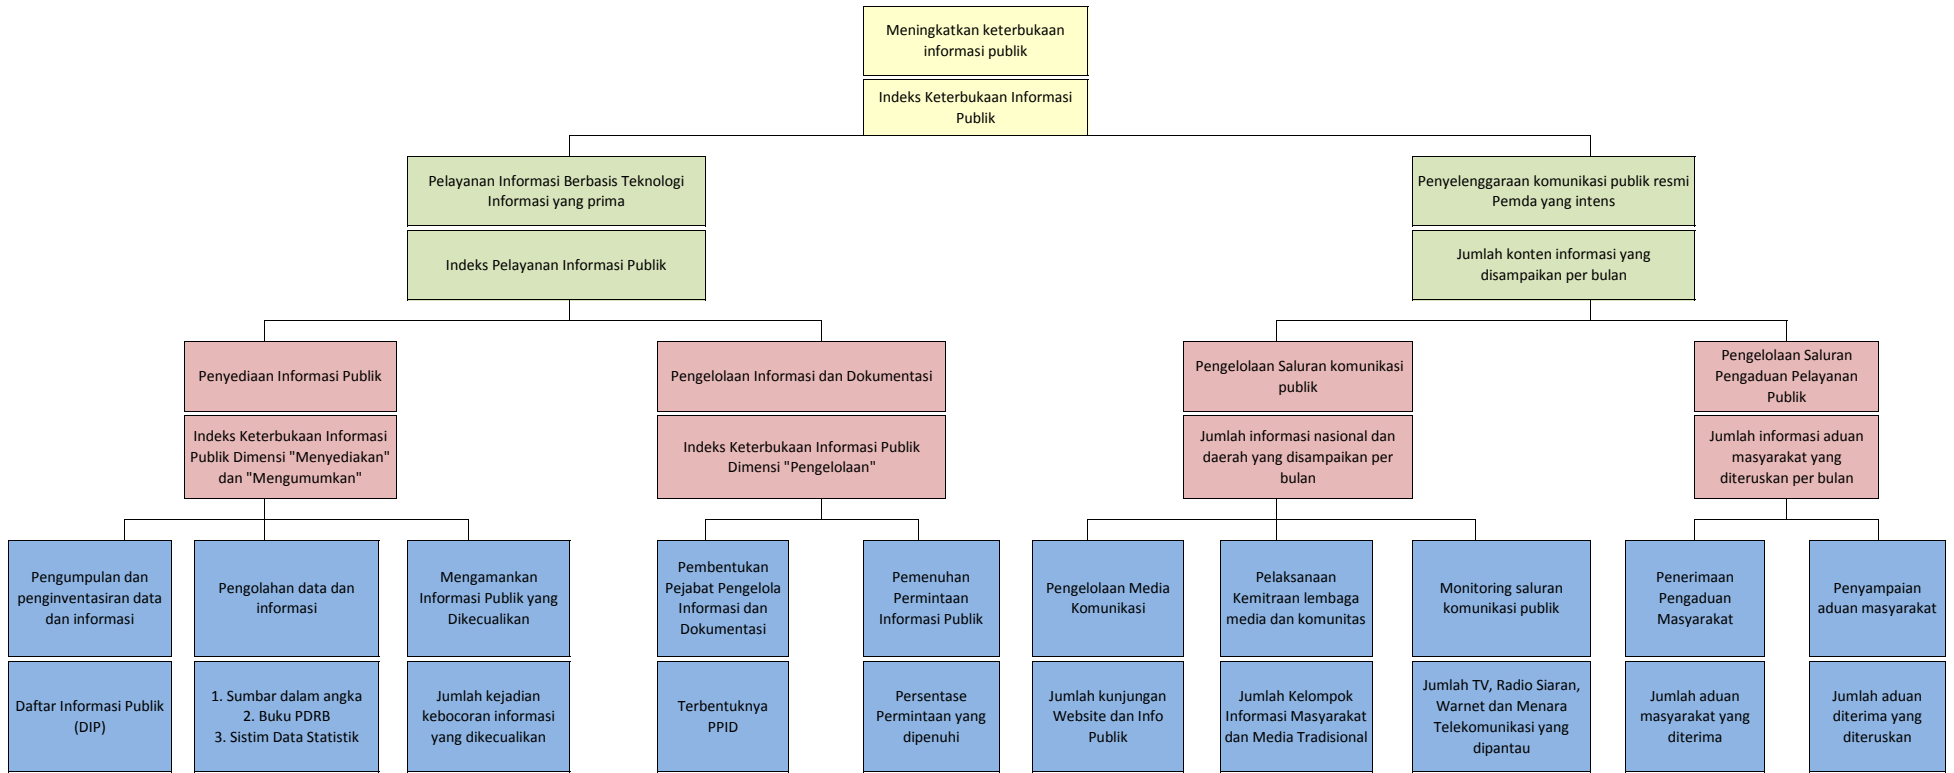 Meningkatkan keterbukaan
informasi publik
Indeks Keterbukaan Informasi
Publik
Pelayanan Informasi Berbasis Teknologi
Informasi yang prima
Indeks Pelayanan Informasi Publik
Penyelenggaraan komunikasi publik resmi
Pemda yang intens
Jumlah konten informasi yang
disampaikan per bulan
Penyediaan Informasi Publik
Indeks Keterbukaan Informasi
Publik Dimensi "Menyediakan"
dan "Mengumumkan"
Pengelolaan Informasi dan Dokumentasi
Indeks Keterbukaan Informasi Publik
Dimensi "Pengelolaan"
Pengelolaan Saluran komunikasi
publik
Jumlah informasi nasional dan
daerah yang disampaikan per
bulan
Pengelolaan Saluran
Pengaduan Pelayanan
Publik
Jumlah informasi aduan
masyarakat yang
diteruskan per bulan
Pengumpulan dan
penginventasiran data
dan informasi
Daftar Informasi Publik
(DIP)
Pengolahan data dan
informasi
1. Sumbar dalam angka
2. Buku PDRB
3. Sistim Data Statistik
Mengamankan
Informasi Publik yang
Dikecualikan
Jumlah kejadian
kebocoran informasi
yang dikecualikan
Pembentukan
Pejabat Pengelola
Informasi dan
Dokumentasi
Terbentuknya
PPID
Pemenuhan
Permintaan
Informasi Publik
Persentase
Permintaan yang
dipenuhi
Pengelolaan Media
Komunikasi
Jumlah kunjungan
Website dan Info
Publik
Pelaksanaan
Kemitraan lembaga
media dan komunitas
Jumlah Kelompok
Informasi Masyarakat
dan Media Tradisional
Monitoring saluran
komunikasi publik
Jumlah TV, Radio Siaran,
Warnet dan Menara
Telekomunikasi yang
dipantau
Penerimaan
Pengaduan
Masyarakat
Jumlah aduan
masyarakat yang
diterima
Penyampaian
aduan masyarakat
Jumlah aduan
diterima yang
diteruskan